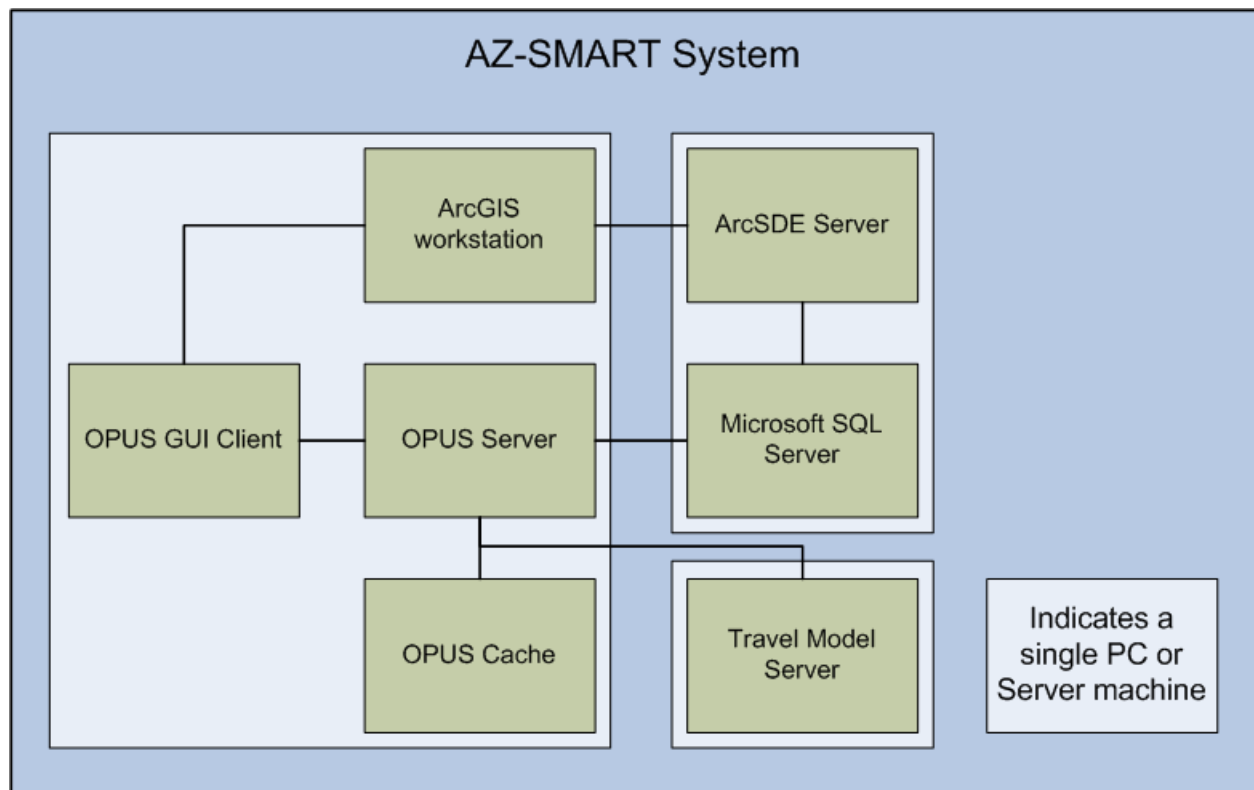 AZ-SMART System
ArcGIS
workstation
ArcSDE Server
OPUS GUI Client
OPUS Server
Microsoft SQL
Server
OPUS Cache
Travel Model
Server
Indicates a
single PC or
Server machine